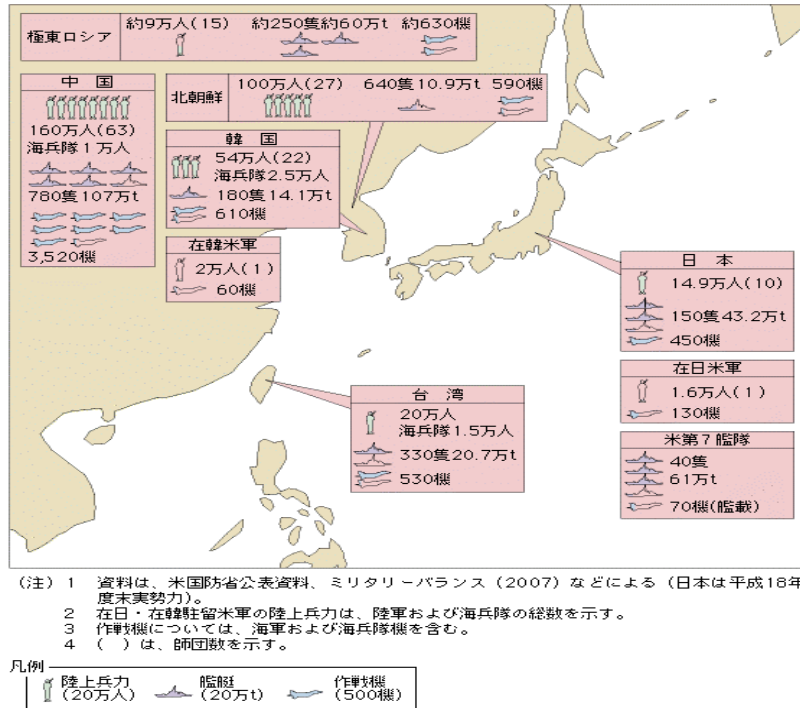 極東ロシア
約9万人(15) 約250隻約60万t 約630機
中　国
160万人(63)
海兵隊1万人
780隻107万t
3,520機
北朝鮮
100万人(27) 640隻10.9万t 590機
韓　国
54万人(22)
海兵隊2.5万人
180隻14.1万t
610機
在韓米軍
2万人(1)
60機
日　本
14.9万人(10)
150隻43.2万t
450機
在日米軍
1.6万人(1)
130機
台　湾
20万人
海兵隊1.5万人
330隻20.7万t
530機
米第7艦隊
40隻
61万t
70機(艦載)
(注) 1　資料は、米国防省公表資料、ミリタリーバランス (2007) などによる (日本は平成18年
度末実勢力)。
2　在日・在韓駐留米軍の陸上兵力は、陸軍および海兵隊の総数を示す。
3　作戦機については、海軍および海兵隊機を含む。
4　(　) は、師団数を示す。
凡例
陸上兵力 艦艇 作戦機
(20万人) (20万t) (500機)